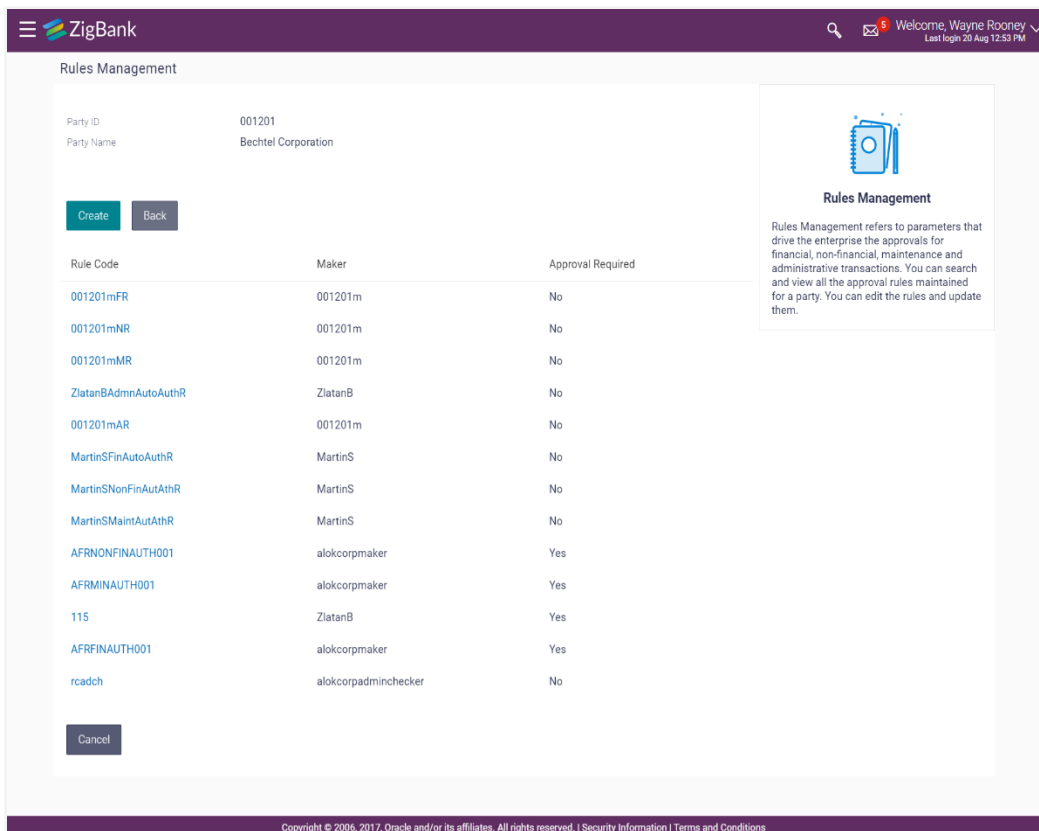 ZigBank
5
Welcome, Wayne Rooney
Last login 20 Aug 12:53 PM
Rules Management
Party ID 001201
Party Name Bechtel Corporation
Create Back
Rule Code Maker Approval Required
001201mFR 001201m No
001201mNR 001201m No
001201mMR 001201m No
ZlatanBAdmnAutoAuthR ZlatanB No
001201mAR 001201m No
MartinSFinAutoAuthR MartinS No
MartinSNonFinAutAthR MartinS No
MartinSMaintAutAthR MartinS No
AFRNONFINAUTH001 alokcorpmaker Yes
AFRMINAUTH001 alokcorpmaker Yes
115 ZlatanB Yes
AFRFINAUTH001 alokcorpmaker Yes
rcadch alokcorpadminchecker No
Cancel
Rules Management
Rules Management refers to parameters that
drive the enterprise the approvals for
financial, non-financial, maintenance and
administrative transactions. You can search
and view all the approval rules maintained
for a party. You can edit the rules and update
them.
Copyright © 2006, 2017, Oracle and/or its affiliates. All rights reserved. | Security Information | Terms and Conditions